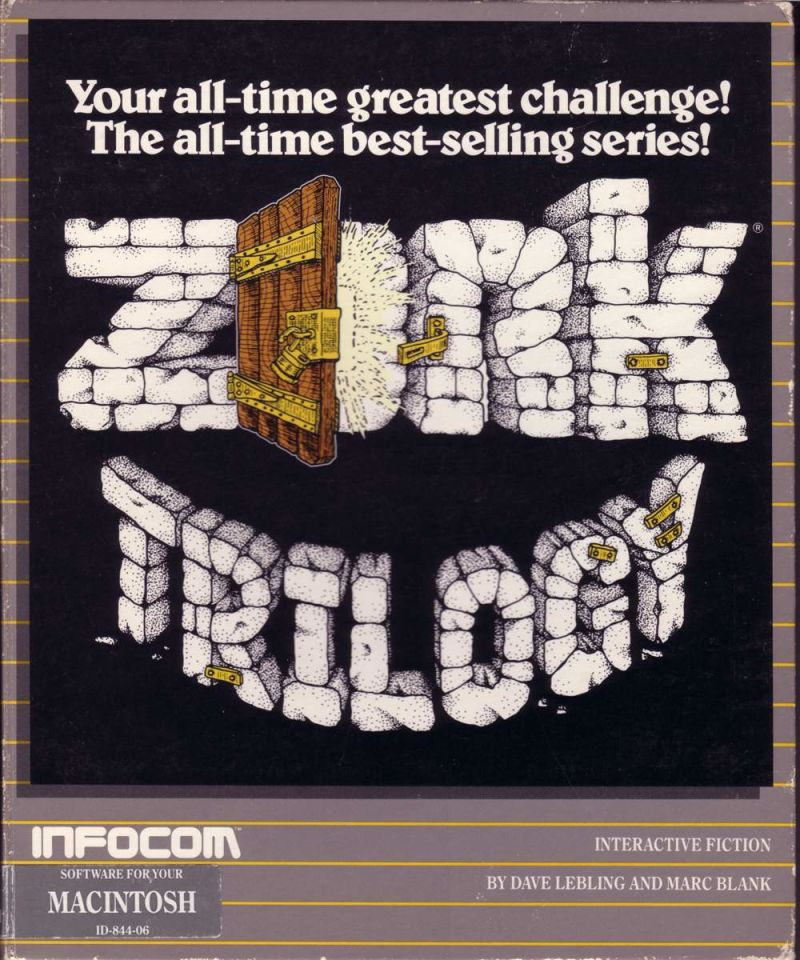 Your all-time greatest challenge!
The all-time best-selling series!
ZORK®
TRILOGY
INFOCOM™
INTERACTIVE FICTION
SOFTWARE FOR YOUR
MACINTOSH
ID-844-06
BY DAVE LEBLING AND MARC BLANK